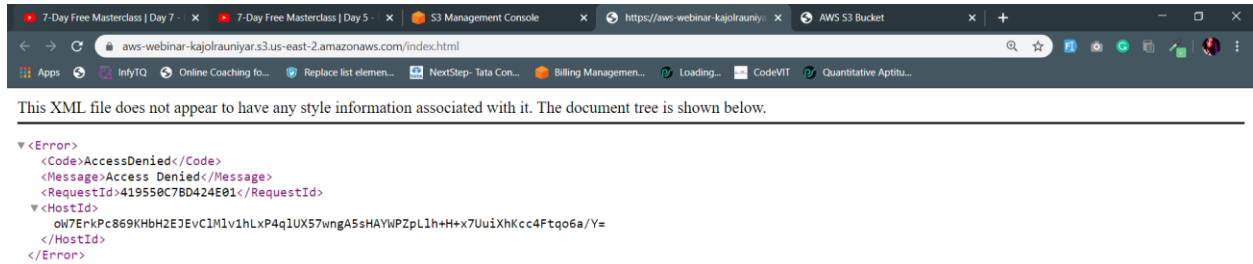 7-Day Free Masterclass | Day 7 -
7-Day Free Masterclass | Day 5 -
S3 Management Console
https://aws-webinar-kajolrauniya
AWS S3 Bucket
aws-webinar-kajolrauniyar.s3.us-east-2.amazonaws.com/index.html
Apps
InfyTQ
Online Coaching fo...
Replace list elemen...
NextStep- Tata Con...
Billing Managemen...
Loading...
CodeVIT
Quantitative Aptitu...
This XML file does not appear to have any style information associated with it. The document tree is shown below.
▼<Error>
<Code>AccessDenied</Code>
<Message>Access Denied</Message>
<RequestId>419550C7BD424E01</RequestId>
▼<HostId>
oW7ErkPc869KHbH2EJEvClMlv1hLxP4qlUX57wngA5sHAYWPZpLlh+H+x7UuiXhKcc4Ftqo6a/Y=
</HostId>
</Error>